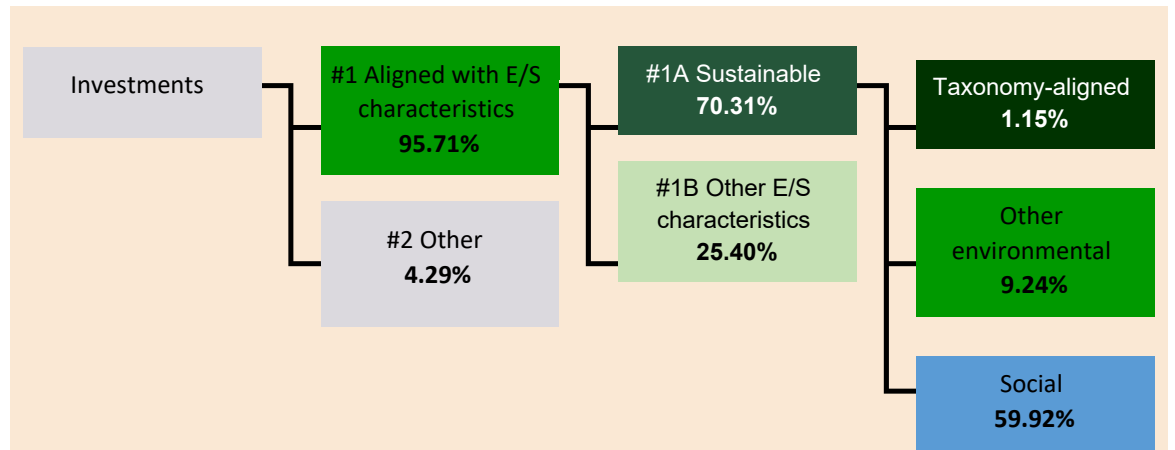 Investments
#1 Aligned with E/S
characteristics
95.71%
#2 Other
4.29%
#1A Sustainable
70.31%
#1B Other E/S
characteristics
25.40%
Taxonomy-aligned
1.15%
Other
environmental
9.24%
Social
59.92%